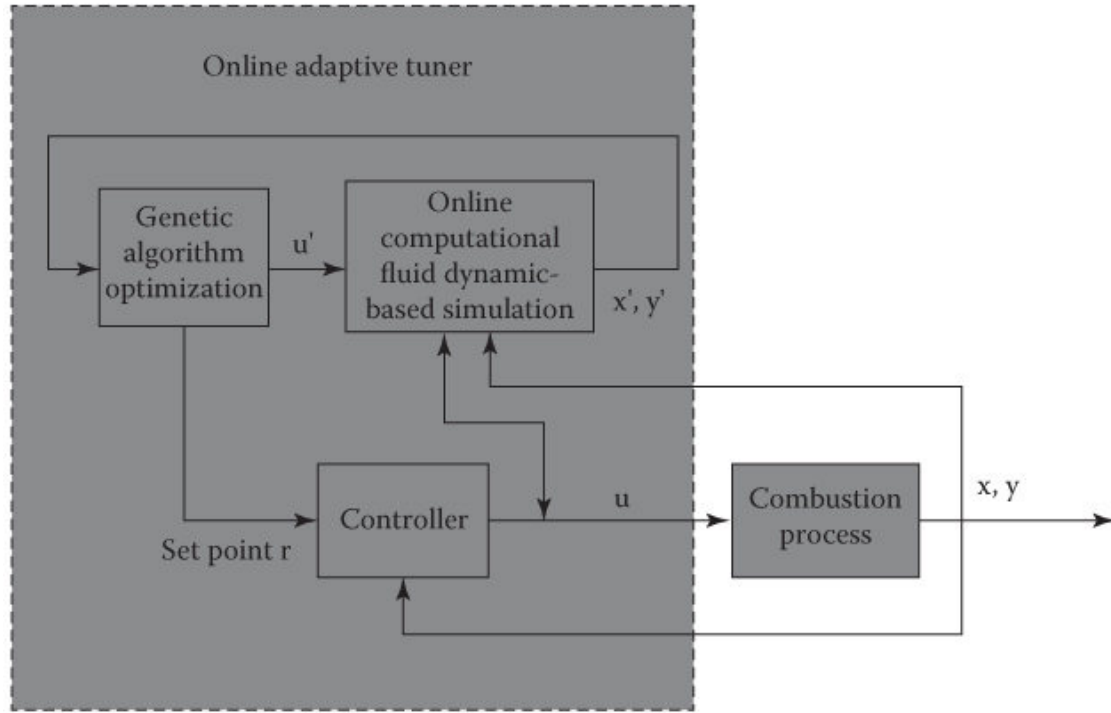 Online adaptive tuner
Genetic
algorithm
optimization
u'
Online
computational
fluid dynamic-
based simulation
x', y'
Set point r
Controller
u
Combustion
process
x, y